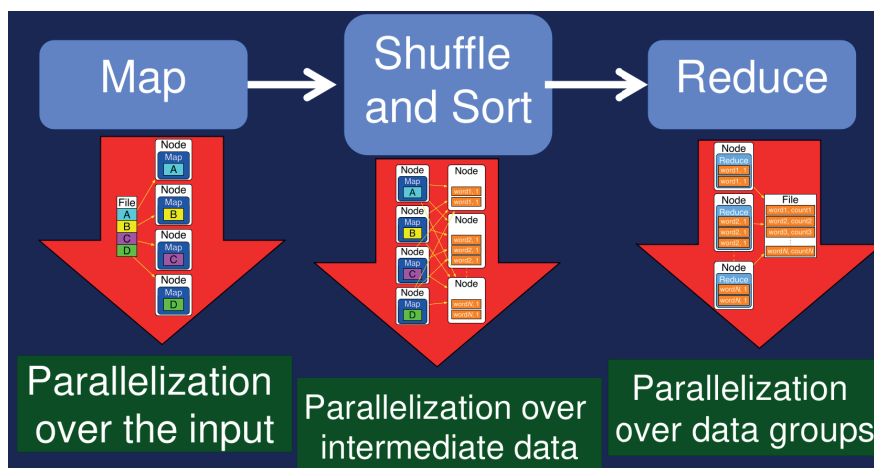 Map
Shuffle
and Sort
Reduce
Node
Map
A
Node
Map
B
Node
Map
C
Node
Map
D
File
A
B
C
D
Node
Map
A
Node
Map
B
Node
Map
C
Node
Map
D
Node
word1, 1
word1, 1
Node
word2, 1
word2, 1
word2, 1
Node
wordN, 1
wordN, 1
Node
Reduce
word1, 1
word1, 1
Node
Reduce
word2, 1
word2, 1
word2, 1
Node
Reduce
wordN, 1
wordN, 1
File
word1, count1
word2, count2
word3, count3
wordN, countN
Parallelization
over the input
Parallelization over
intermediate data
Parallelization
over data groups